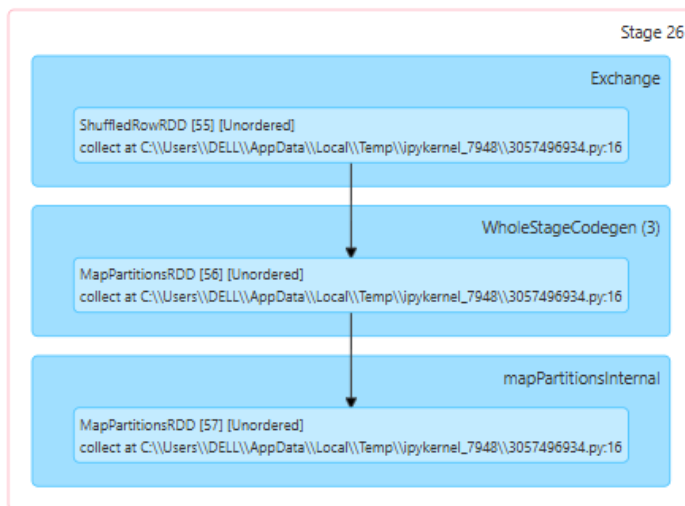 Stage 26
Exchange
ShuffledRowRDD [55] [Unordered]
collect at C:\\Users\\DELL\\AppData\\Local\\Temp\\ipykernel_7948\\3057496934.py:16
WholeStageCodegen (3)
MapPartitionsRDD [56] [Unordered]
collect at C:\\Users\\DELL\\AppData\\Local\\Temp\\ipykernel_7948\\3057496934.py:16
mapPartitionsInternal
MapPartitionsRDD [57] [Unordered]
collect at C:\\Users\\DELL\\AppData\\Local\\Temp\\ipykernel_7948\\3057496934.py:16